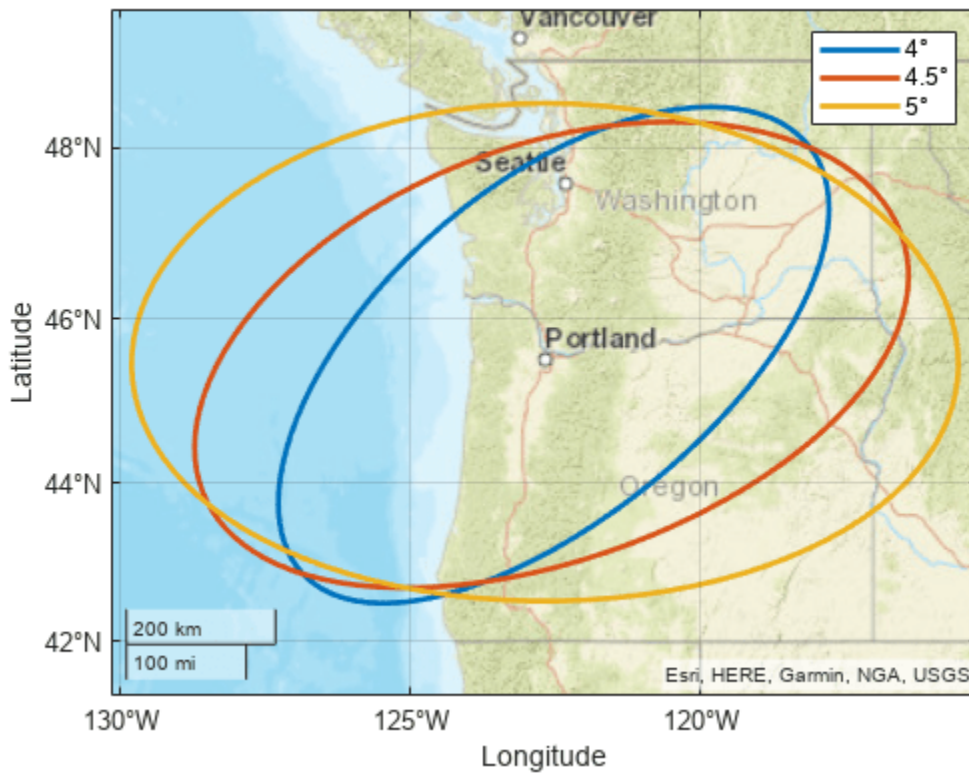 Vancouver
4°
4.5°
5°
48°N
Seattle
Washington
46°N
Portland
Latitude
44°N
Oregon
200 km
42°N
100 mi
Esri, HERE, Garmin, NGA, USGS
130°W
125°W
120°W
Longitude